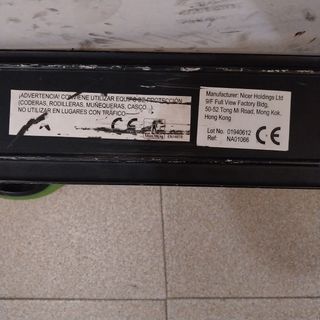 ¡ADVERTENCIA! CONVIENE UTILIZAR EQUIPO DE PROTECCIÓN
(CODERAS, RODILLERAS, MUÑEQUERAS, CASCO...)
NO UTILIZAR EN LUGARES CON TRÁFICO
CE
Manufacturer: Nicer Holdings Ltd
9/F Full View Factory Bldg,
50-52 Tong Mi Road, Mong Kok,
Hong Kong
Lot No: 01940612
Ref: NA01066
CE